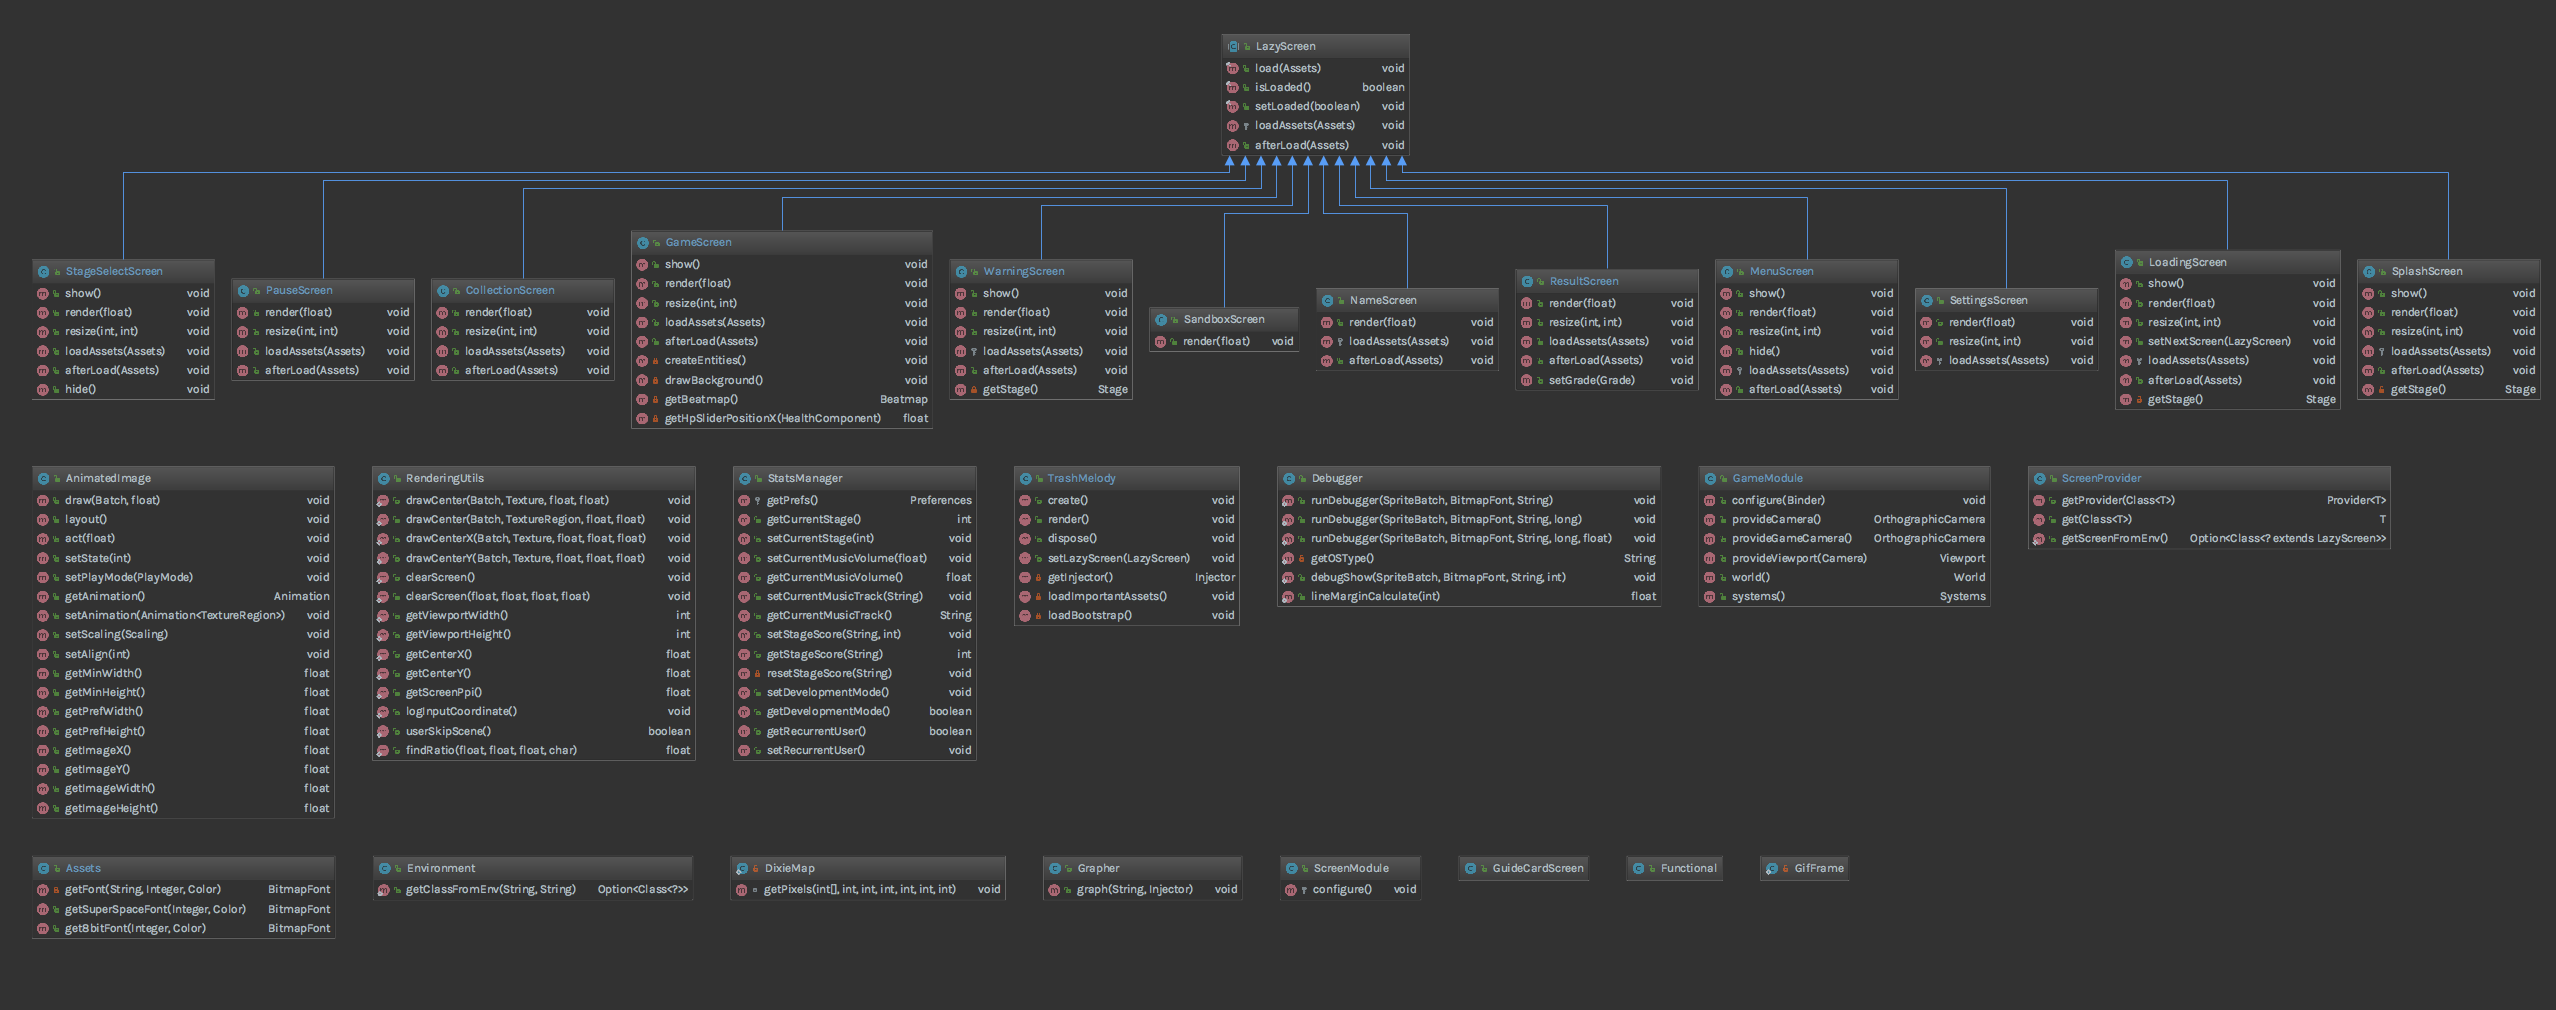 LazyScreen
load(Assets) void
isLoaded() boolean
setLoaded(boolean) void
loadAssets(Assets) void
afterLoad(Assets) void
StageSelectScreen
show() void
render(float) void
resize(int, int) void
loadAssets(Assets) void
afterLoad(Assets) void
hide() void
PauseScreen
render(float) void
resize(int, int) void
loadAssets(Assets) void
afterLoad(Assets) void
CollectionScreen
render(float) void
resize(int, int) void
loadAssets(Assets) void
afterLoad(Assets) void
GameScreen
show() void
render(float) void
resize(int, int) void
loadAssets(Assets) void
afterLoad(Assets) void
createEntities() void
drawBackground() void
getBeatmap() Beatmap
getHpSliderPositionX(HealthComponent) float
WarningScreen
show() void
render(float) void
resize(int, int) void
loadAssets(Assets) void
afterLoad(Assets) void
getStage() Stage
SandboxScreen
render(float) void
NameScreen
render(float) void
loadAssets(Assets) void
afterLoad(Assets) void
ResultScreen
render(float) void
resize(int, int) void
loadAssets(Assets) void
afterLoad(Assets) void
setGrade(Grade) void
MenuScreen
show() void
render(float) void
resize(int, int) void
hide() void
loadAssets(Assets) void
afterLoad(Assets) void
SettingsScreen
render(float) void
resize(int, int) void
loadAssets(Assets) void
LoadingScreen
show() void
render(float) void
resize(int, int) void
setNextScreen(LazyScreen) void
loadAssets(Assets) void
afterLoad(Assets) void
getStage() Stage
SplashScreen
show() void
render(float) void
resize(int, int) void
loadAssets(Assets) void
afterLoad(Assets) void
getStage() Stage
AnimatedImage
draw(Batch, float) void
layout() void
act(float) void
setState(int) void
setPlayMode(PlayMode) void
getAnimation() Animation
setAnimation(Animation<TextureRegion>) void
setScaling(Scaling) void
setAlign(int) void
getMinWidth() float
getMinHeight() float
getPrefWidth() float
getPrefHeight() float
getImageX() float
getImageY() float
getImageWidth() float
getImageHeight() float
RenderingUtils
drawCenter(Batch, Texture, float, float) void
drawCenter(Batch, TextureRegion, float, float) void
drawCenterX(Batch, Texture, float, float, float) void
drawCenterY(Batch, Texture, float, float, float) void
clearScreen() void
clearScreen(float, float, float, float) void
getViewportWidth() int
getViewportHeight() int
getCenterX() float
getCenterY() float
getScreenPpi() float
logInputCoordinate() void
userSkipScene() boolean
findRatio(float, float, float, char) float
StatsManager
getPrefs() Preferences
getCurrentStage() int
setCurrentStage(int) void
setCurrentMusicVolume(float) void
getCurrentMusicVolume() float
setCurrentMusicTrack(String) void
getCurrentMusicTrack() String
setStageScore(String, int) void
getStageScore(String) int
resetStageScore(String) void
setDevelopmentMode() void
getDevelopmentMode() boolean
getRecurrentUser() boolean
setRecurrentUser() void
TrashMelody
create() void
render() void
dispose() void
setLazyScreen(LazyScreen) void
getInjector() Injector
loadImportantAssets() void
loadBootstrap() void
Debugger
runDebugger(SpriteBatch, BitmapFont, String) void
runDebugger(SpriteBatch, BitmapFont, String, long) void
runDebugger(SpriteBatch, BitmapFont, String, long, float) void
getOSType() String
debugShow(SpriteBatch, BitmapFont, String, int) void
lineMarginCalculate(int) float
GameModule
configure(Binder) void
provideCamera() OrthographicCamera
provideGameCamera() OrthographicCamera
provideViewport(Camera) Viewport
world() World
systems() Systems
ScreenProvider
getProvider(Class<T>) Provider<T>
get(Class<T>) T
getScreenFromEnv() Option<Class<? extends LazyScreen>>
Assets
getFont(String, Integer, Color) BitmapFont
getSuperSpaceFont(Integer, Color) BitmapFont
get8bitFont(Integer, Color) BitmapFont
Environment
getClassFromEnv(String, String) Option<Class<?>>
DixieMap
getPixels(int[], int, int, int, int, int, int) void
Grapher
graph(String, Injector) void
ScreenModule
configure() void
GuideCardScreen
Functional
GifFrame